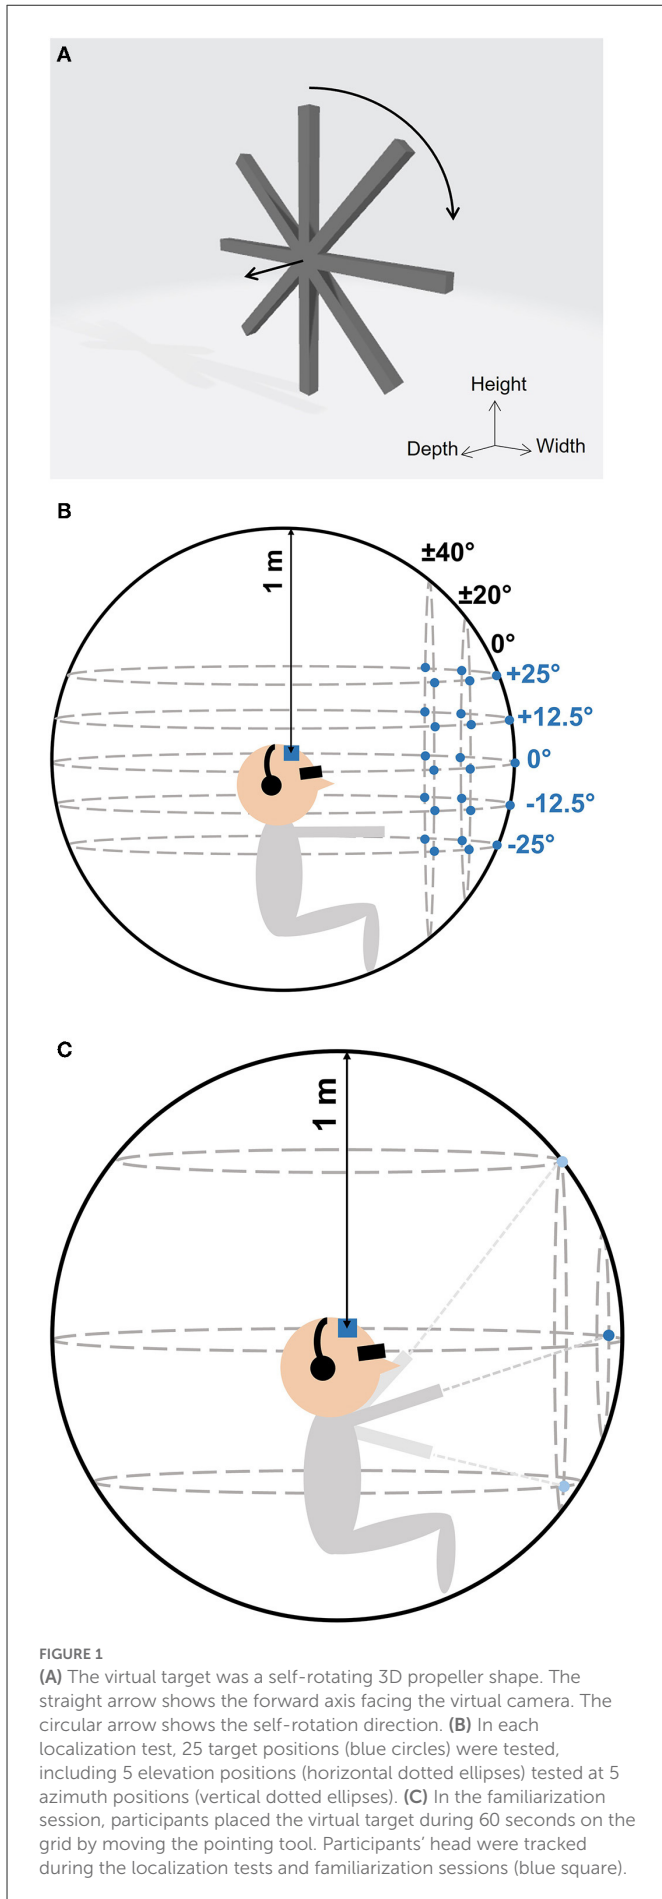 A
Height
Depth
Width
B
1 m
±40°
±20°
0°
+25°
+12.5°
0°
-12.5°
-25°
C
1 m
FIGURE 1
(A) The virtual target was a self-rotating 3D propeller shape. The
straight arrow shows the forward axis facing the virtual camera. The
circular arrow shows the self-rotation direction. (B) In each
localization test, 25 target positions (blue circles) were tested,
including 5 elevation positions (horizontal dotted ellipses) tested at 5
azimuth positions (vertical dotted ellipses). (C) In the familiarization
session, participants placed the virtual target during 60 seconds on the
grid by moving the pointing tool. Participants' head were tracked
during the localization tests and familiarization sessions (blue square).